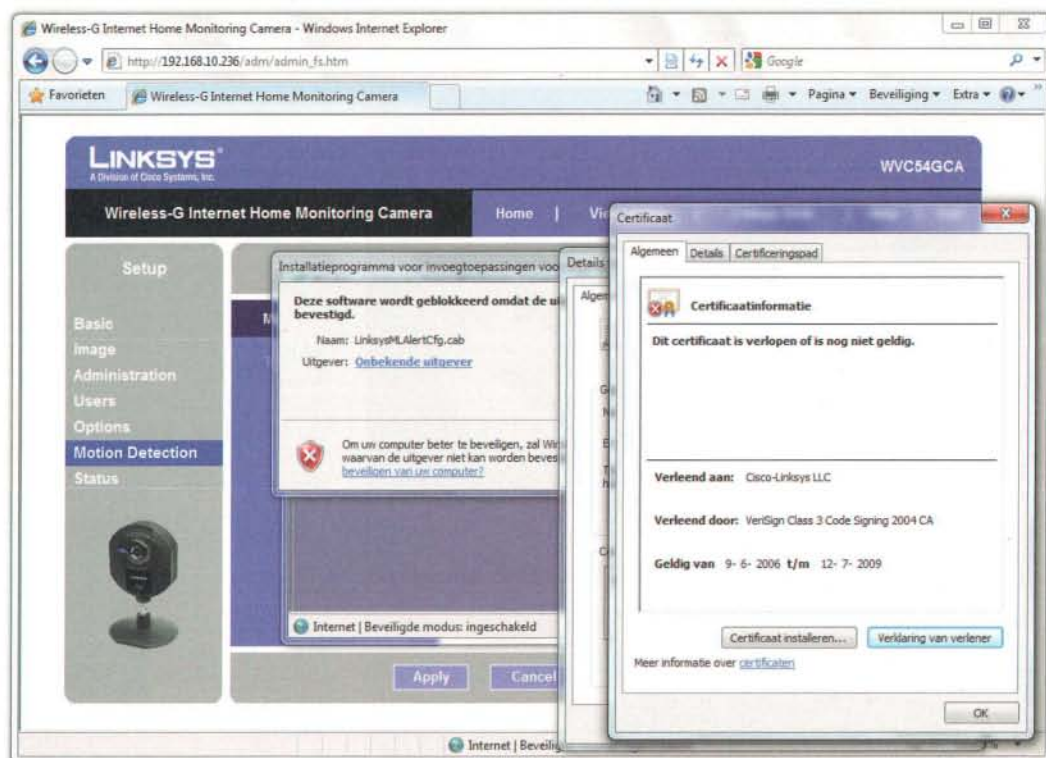 Wireless-G Internet Home Monitoring Camera - Windows Internet Explorer
http://192.168.10.236/adm/admin_fs.htm
Google
Favorieten
Wireless-G Internet Home Monitoring Camera
Pagina
Beveiliging
Extra
LINKSYS®
A Division of Cisco Systems, Inc.
WVC54GCA
Wireless-G Internet Home Monitoring Camera
Home |
Setup
Basic
Image
Administration
Users
Options
Motion Detection
Status
Installatieprogramma voor invoegtoepassingen voo
Deze software wordt geblokkeerd omdat de
bevestigd.
Naam: LinksysMLAlertCfg.cab
Uitgever: Onbekende uitgever
Om uw computer beter te beveiligen, zal
waarvan de uitgever niet kan worden
beveiligen van uw computer?
Internet | Beveiligde modus: ingeschakeld
Apply
Cancel
Details
Certificaat
Algemeen
Details
Certificeringspad
Certificaatinformatie
Dit certificaat is verlopen of is nog niet geldig.
Verleend aan: Cisco-Linksys LLC
Verleend door: VeriSign Class 3 Code Signing 2004 CA
Geldig van 9- 6- 2006 t/m 12- 7- 2009
Certificaat installeren...
Verklaring van verlener
Meer informatie over certificaten
OK
Internet |